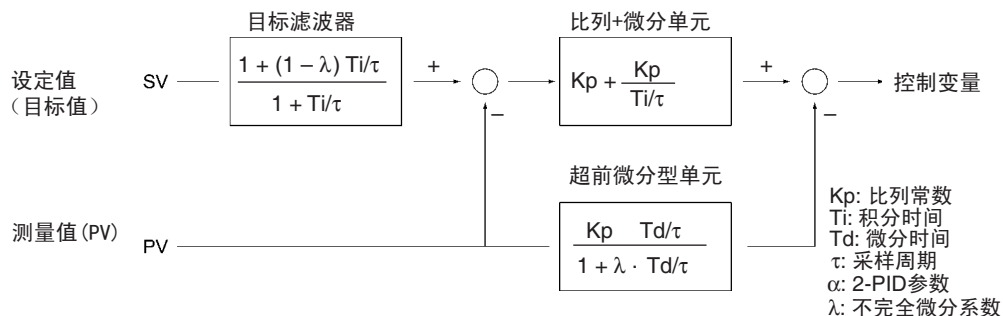 目标滤波器
比列+微分单元
设定值
（目标值）
SV
1 + (1 – λ) Ti/τ
1 + Ti/τ
+
–
Kp + Kp
Ti/τ
+
–
控制变量
超前微分型单元
测量值(PV)
PV
Kp Td/τ
1 + λ · Td/τ
Kp: 比列常数
Ti: 积分时间
Td: 微分时间
τ: 采样周期
α: 2-PID参数
λ: 不完全微分系数